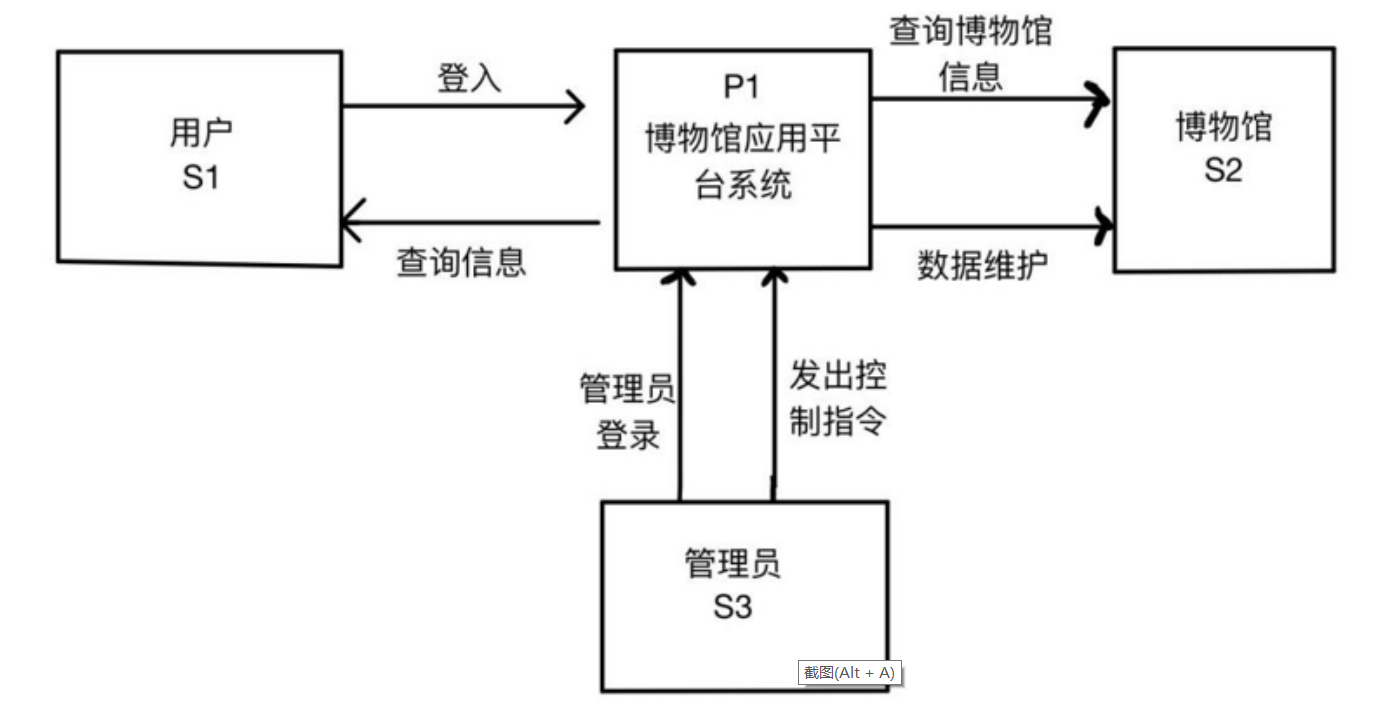 用户
S1
登入
查询信息
P1
博物馆应用平
台系统
查询博物馆
信息
数据维护
博物馆
S2
管理员
登录
发出控
制指令
管理员
S3
截图(Alt + A)